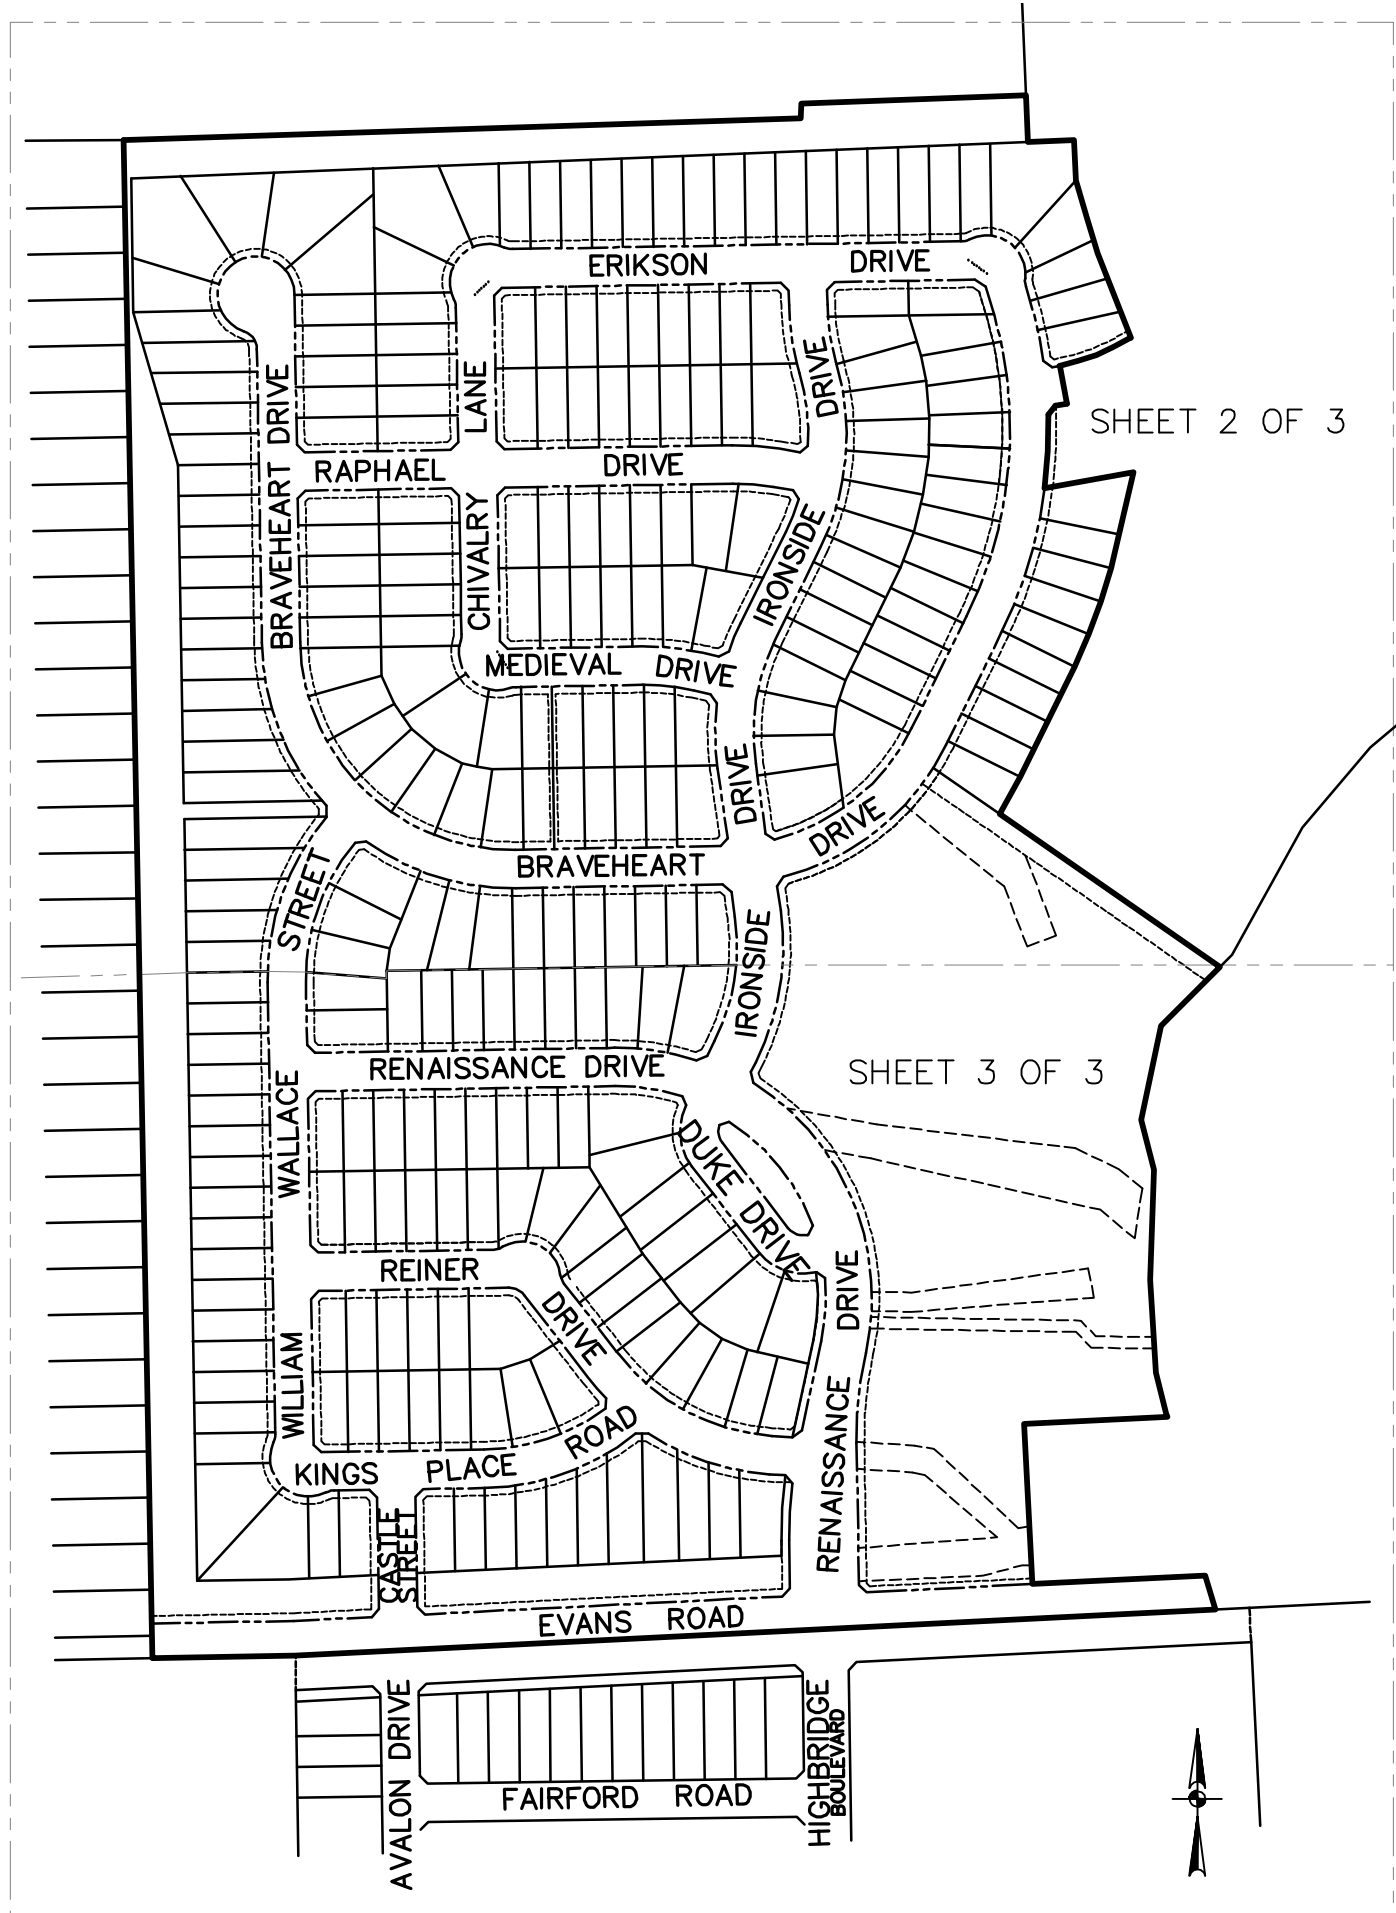 ERIKSON DRIVE
DRIVE
LANE
BRAVEHEART DRIVE
SHEET 2 OF 3
RAPHAEL DRIVE
CHIVALRY
IRONSIDE
MEDIEVAL DRIVE
DRIVE
DRIVE
BRAVEHEART
STREET
IRONSIDE
RENAISSANCE DRIVE
SHEET 3 OF 3
WALLACE
DUKE DRIVE
REINER
DRIVE
DRIVE
WILLIAM
RENAISSANCE
KINGS PLACE ROAD
CASTLE
STREET
EVANS ROAD
AVALON DRIVE
HIGHBRIDGE
BOULEVARD
FAIRFORD ROAD